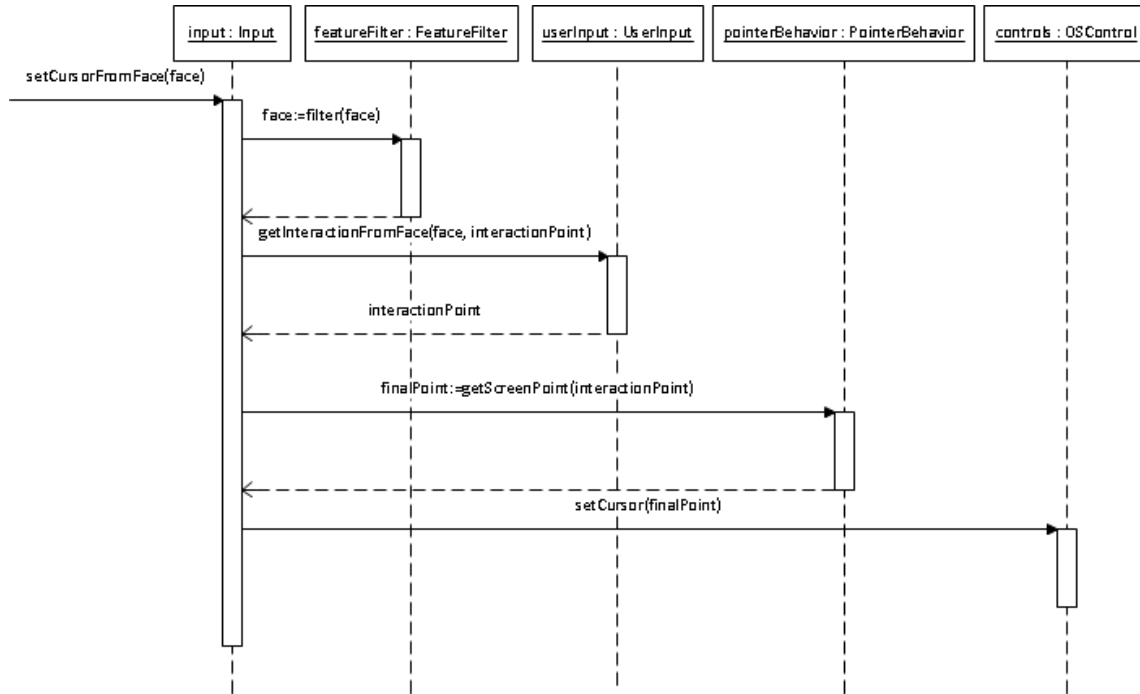 input : Input
featureFilter : FeatureFilter
userInput : UserInput
pointerBehavior : PointerBehavior
controls : OSControl
setCursorFromFace(face)
face:=filter(face)
getInteractionFromFace(face, interactionPoint)
interactionPoint
finalPoint:=getScreenPoint(interactionPoint)
setCursor(finalPoint)